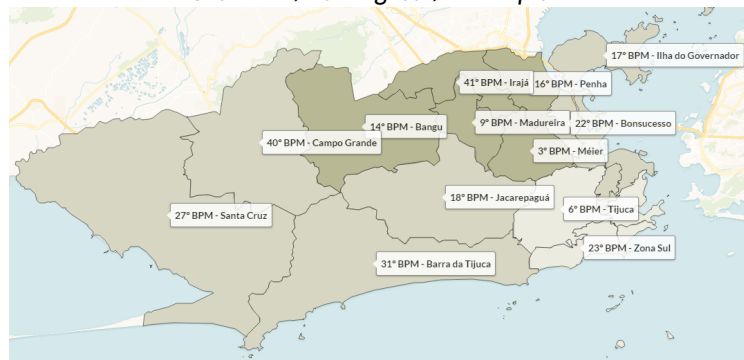 17º BPM - Ilha do Governador
41º BPM - Irajá
16º BPM - Penha
14º BPM - Bangu
9º BPM - Madureira
22º BPM - Bonsucesso
40º BPM - Campo Grande
3º BPM - Méier
18º BPM - Jacarepaguá
6º BPM - Tijuca
27º BPM - Santa Cruz
23º BPM - Zona Sul
31º BPM - Barra da Tijuca